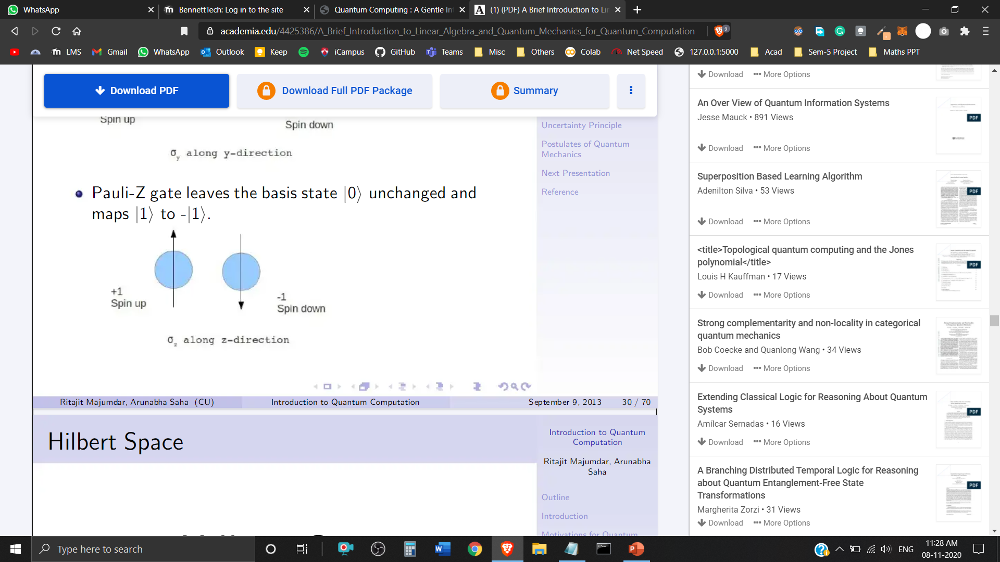 WhatsApp
BennettTech: Log in to the site
Quantum Computing : A Gentle In
(1) (PDF) A Brief Introduction to Lin
academia.edu/4425386/A_Brief_Introduction_to_Linear_Algebra_and_Quantum_Mechanics_for_Quantum_Computation
9
LMS
Gmail
WhatsApp
Outlook
Keep
iCampus
GitHub
Teams
Misc
Others
Colab
Net Speed
127.0.0.1:5000
Acad
Sem-5 Project
Maths PPT
Download PDF
Download Full PDF Package
Summary
Spin up
Spin down
σy along y-direction
Pauli-Z gate leaves the basis state |0⟩ unchanged and
maps |1⟩ to -|1⟩.
+1
Spin up
-1
Spin down
σz along z-direction
Uncertainty Principle
Postulates of Quantum
Mechanics
Next Presentation
Reference
Ritajit Majumdar, Arunabha Saha (CU)
Introduction to Quantum Computation
September 9, 2013
30 / 70
Hilbert Space
Introduction to Quantum
Computation
Ritajit Majumdar, Arunabha
Saha
Outline
Introduction
Motivations for Quantum
Download
More Options
An Over View of Quantum Information Systems
Jesse Mauck • 891 Views
PDF
Download
More Options
Superposition Based Learning Algorithm
Adenilton Silva • 53 Views
PDF
Download
More Options
<title>Topological quantum computing and the Jones
polynomial</title>
Louis H Kauffman • 17 Views
PDF
Download
More Options
Strong complementarity and non-locality in categorical
quantum mechanics
Bob Coecke and Quanlong Wang • 34 Views
Download
More Options
Extending Classical Logic for Reasoning About Quantum
Systems
Amílcar Sernadas • 16 Views
PDF
Download
More Options
A Branching Distributed Temporal Logic for Reasoning
about Quantum Entanglement-Free State
Transformations
Margherita Zorzi • 31 Views
PDF
Download
More Options
Type here to search
ENG
11:28 AM
08-11-2020